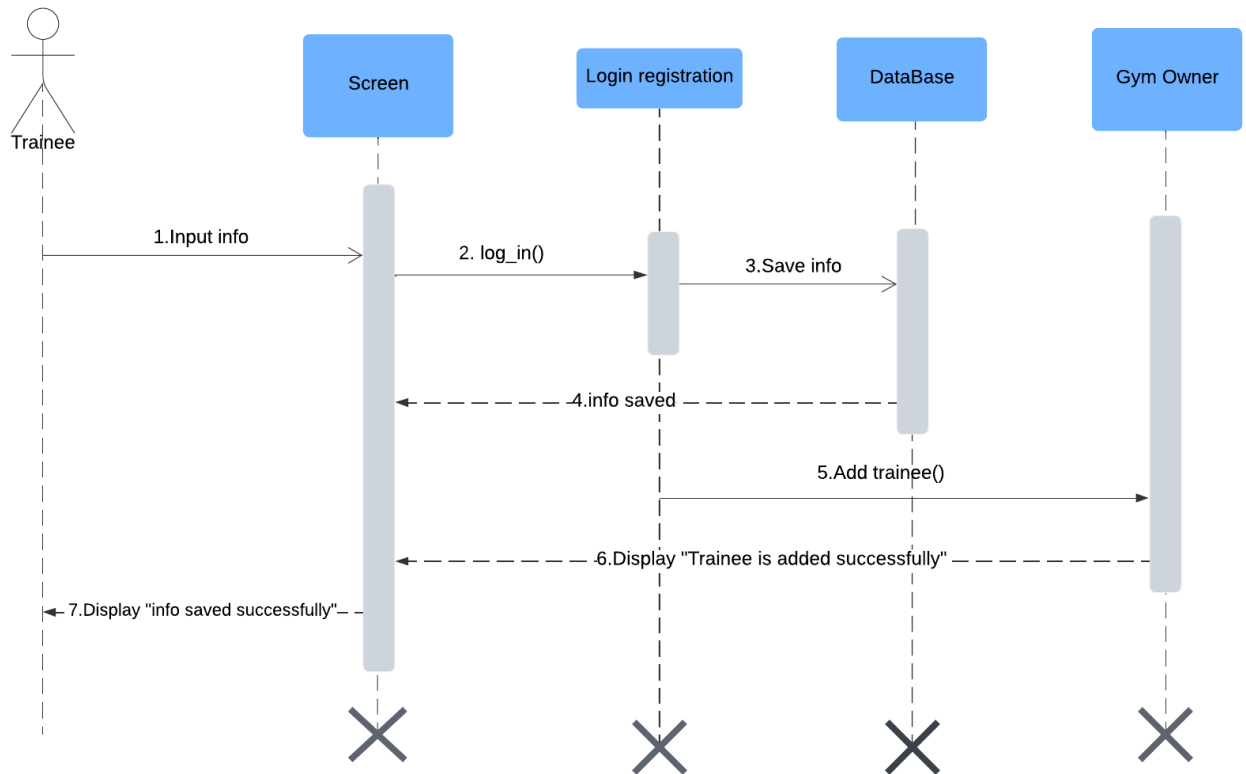 Trainee
Screen
Login registration
DataBase
Gym Owner
1.Input info
2. log_in()
3.Save info
4.info saved
5.Add trainee()
6.Display "Trainee is added successfully"
7.Display "info saved successfully"